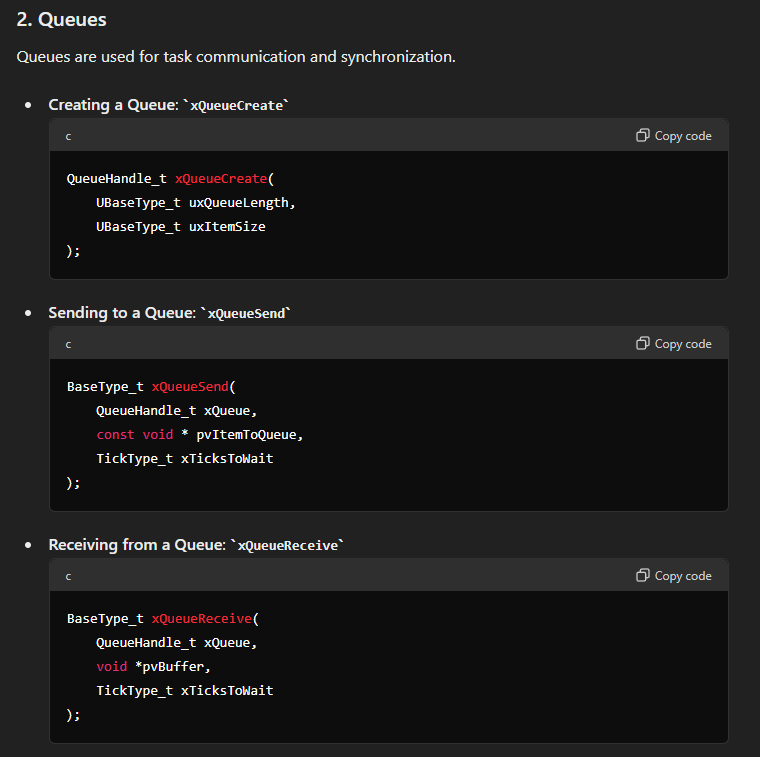 2. Queues
Queues are used for task communication and synchronization.
• Creating a Queue: `xQueueCreate`
c
Copy code
QueueHandle_t xQueueCreate(
    UBaseType_t uxQueueLength,
    UBaseType_t uxItemSize
);
• Sending to a Queue: `xQueueSend`
c
Copy code
BaseType_t xQueueSend(
    QueueHandle_t xQueue,
    const void * pvItemToQueue,
    TickType_t xTicksToWait
);
• Receiving from a Queue: `xQueueReceive`
c
Copy code
BaseType_t xQueueReceive(
    QueueHandle_t xQueue,
    void *pvBuffer,
    TickType_t xTicksToWait
);